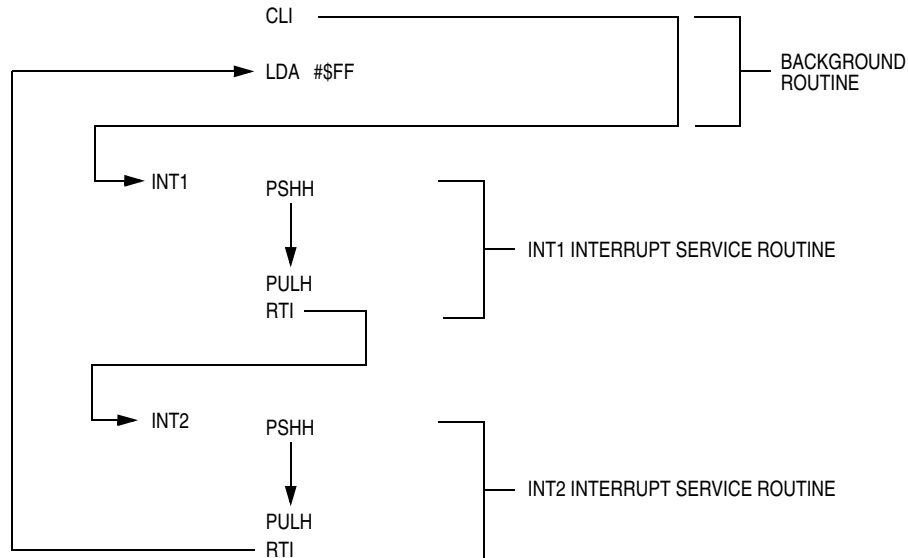 CLI
LDA #$FF
BACKGROUND
ROUTINE
INT1
PSHH
INT1 INTERRUPT SERVICE ROUTINE
PULH
RTI
INT2
PSHH
INT2 INTERRUPT SERVICE ROUTINE
PULH
RTI